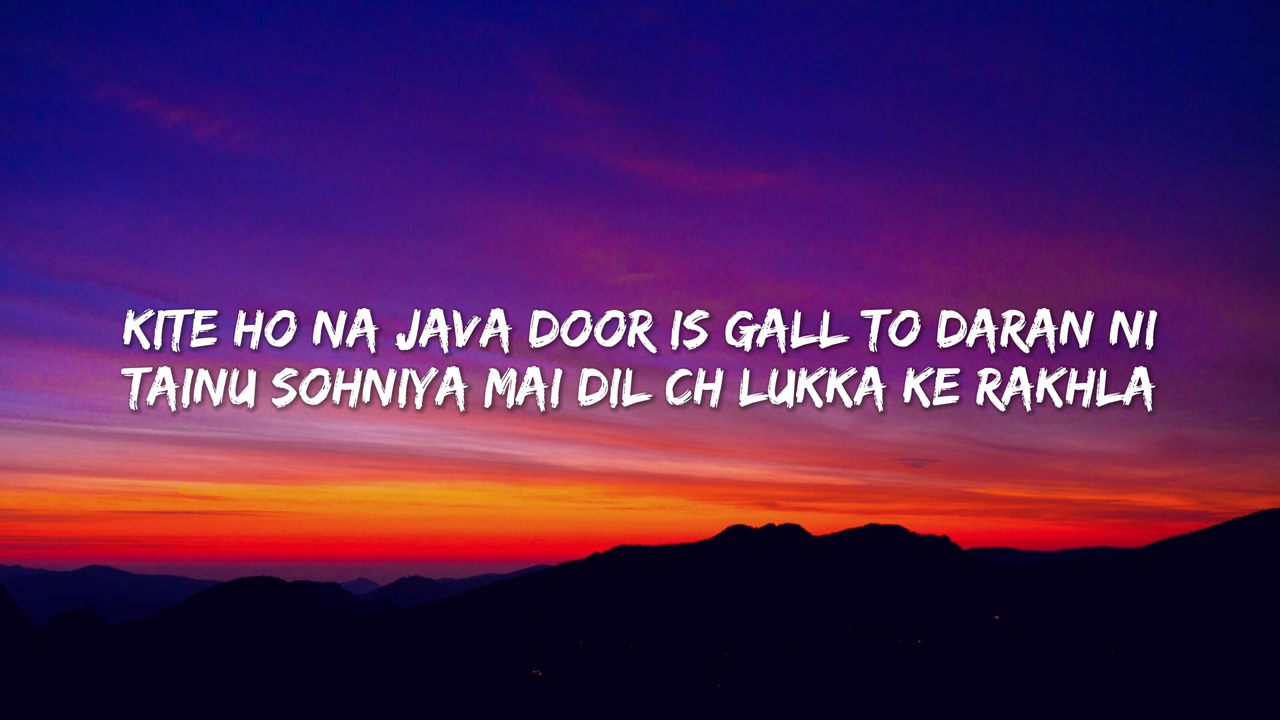 KITE HO NA JAVA DOOR IS GALL TO DARAN NI
TAINU SOHNIYA MAI DIL CH LUKKA KE RAKHLA